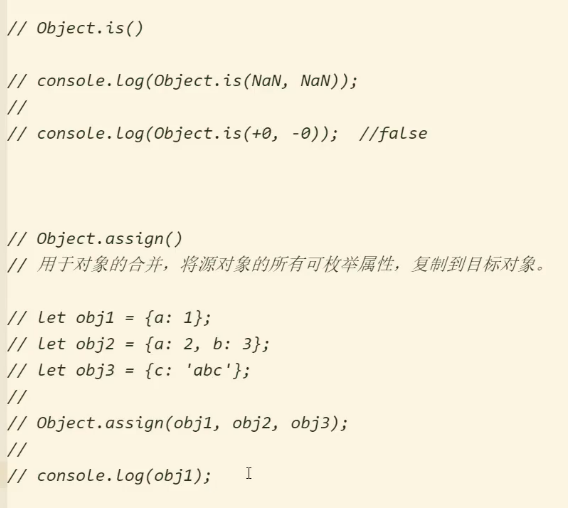 // Object.is()
// console.log(Object.is(NaN, NaN));
//
// console.log(Object.is(+0, -0));  //false
// Object.assign()
// 用于对象的合并，将源对象的所有可枚举属性，复制到目标对象。
// let obj1 = {a: 1};
// let obj2 = {a: 2, b: 3};
// let obj3 = {c: 'abc'};
//
// Object.assign(obj1, obj2, obj3);
//
// console.log(obj1);